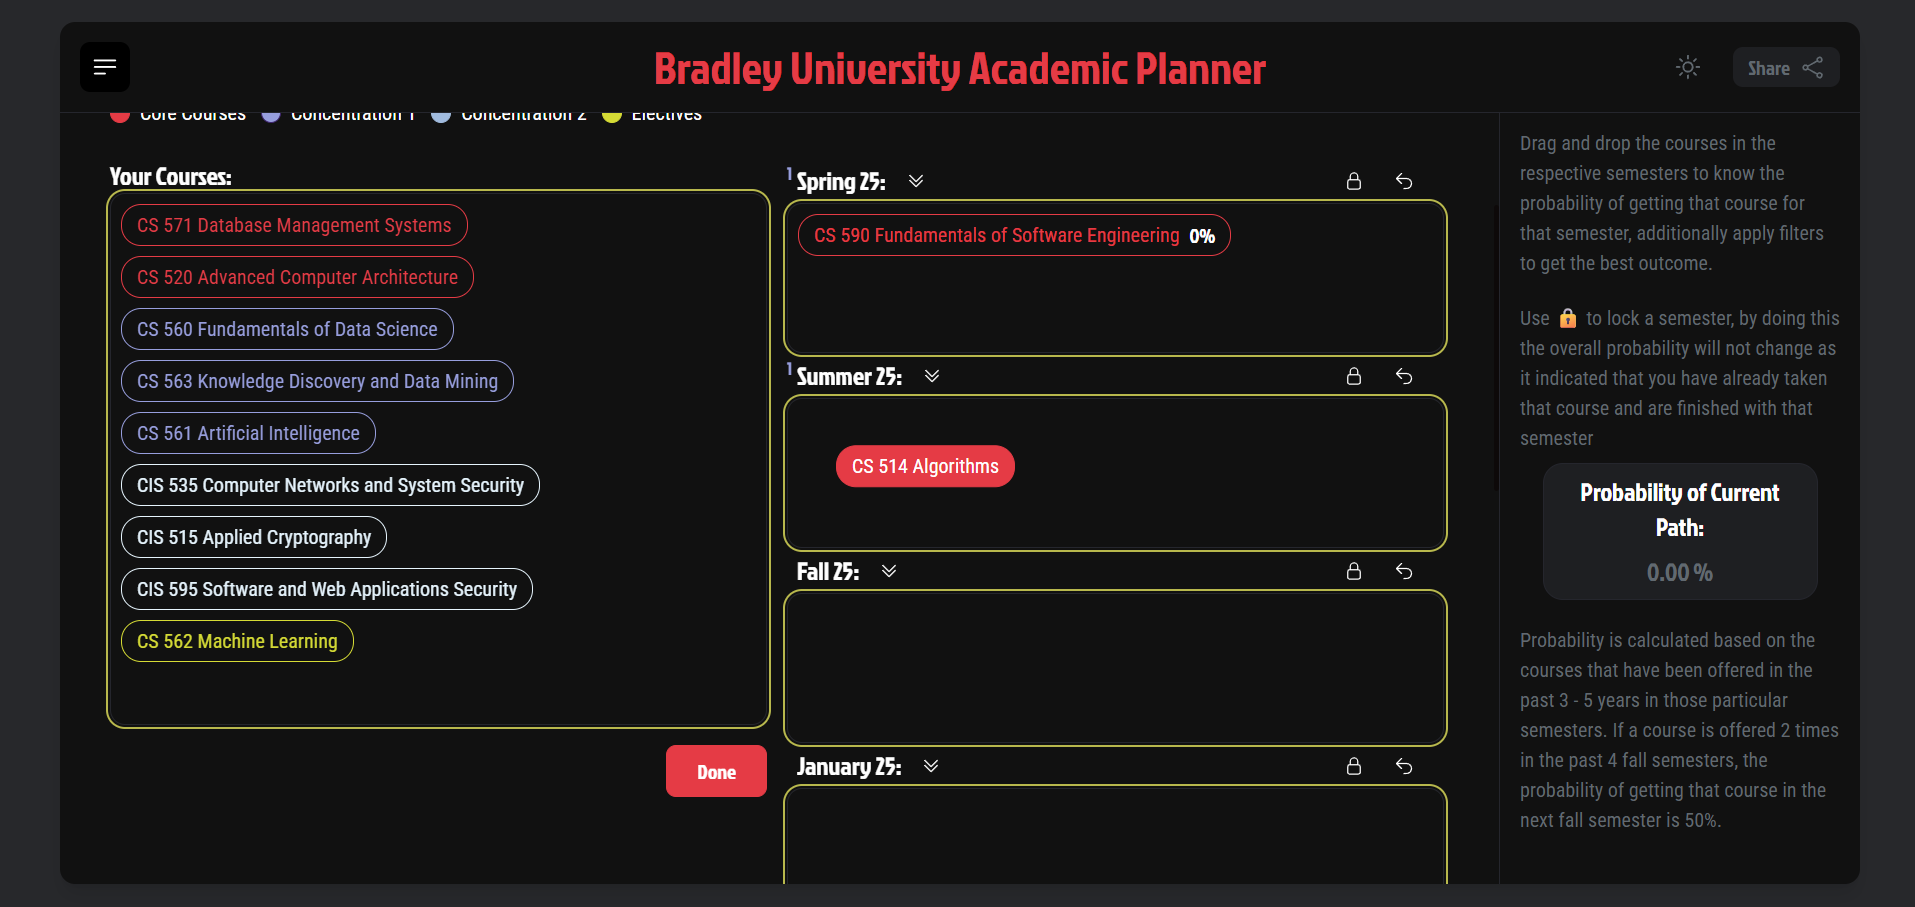 Bradley University Academic Planner
Share
Core Courses
Concentration 1
Concentration 2
Electives
Your Courses:
CS 571 Database Management Systems
CS 520 Advanced Computer Architecture
CS 560 Fundamentals of Data Science
CS 563 Knowledge Discovery and Data Mining
CS 561 Artificial Intelligence
CIS 535 Computer Networks and System Security
CIS 515 Applied Cryptography
CIS 595 Software and Web Applications Security
CS 562 Machine Learning
Done
1 Spring 25:
CS 590 Fundamentals of Software Engineering 0%
1 Summer 25:
CS 514 Algorithms
Fall 25:
January 25:
Drag and drop the courses in the
respective semesters to know the
probability of getting that course for
that semester, additionally apply filters
to get the best outcome.
Use 🔒 to lock a semester, by doing this
the overall probability will not change as
it indicated that you have already taken
that course and are finished with that
semester
Probability of Current
Path:
0.00 %
Probability is calculated based on the
courses that have been offered in the
past 3 - 5 years in those particular
semesters. If a course is offered 2 times
in the past 4 fall semesters, the
probability of getting that course in the
next fall semester is 50%.